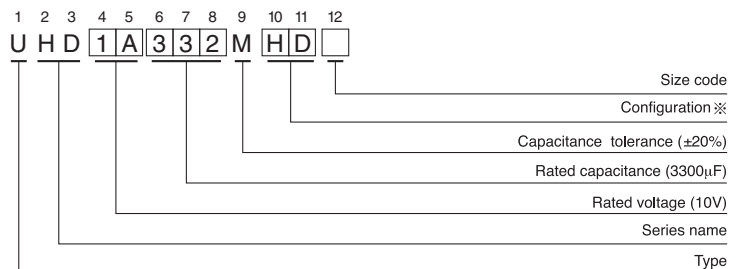 1 2 3 4 5 6 7 8 9 10 11 12
U H D 1 A 3 3 2 M H D
Size code
Configuration※
Capacitance tolerance (±20%)
Rated capacitance (3300μF)
Rated voltage (10V)
Series name
Type